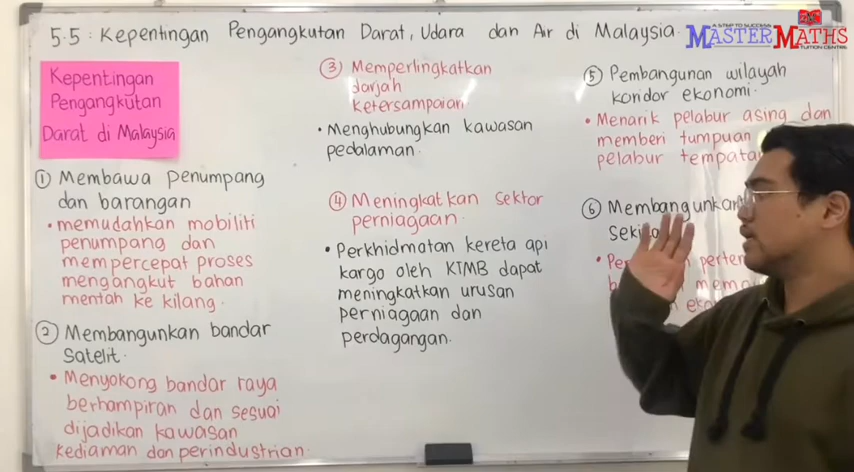 5.5 : Kepentingan Pengangkutan Darat, Udara dan Air di Malaysia.
A STEP TO SUCCESS
MASTER MATHS
TUITION CENTRE
Kepentingan
Pengangkutan
Darat di Malaysia
① Membawa penumpang
dan barangan
• memudahkan mobiliti
penumpang dan
mempercepat proses
mengangkut bahan
mentah ke kilang.
② Membangunkan bandar
satelit.
• Menyokong bandar raya
berhampiran dan sesuai
dijadikan kawasan
kediaman dan perindustrian.
③ Memperlingkatkan
darjah
ketersampaian
• Menghubungkan kawasan
pedalaman.
④ Meningkatkan sektor
perniagaan.
• Perkhidmatan kereta api
kargo oleh KTMB dapat
meningkatkan urusan
perniagaan dan
perdagangan.
⑤ Pembangunan wilayah
koridor ekonomi.
• Menarik pelabur asing dan
memberi tumpuan
pelabur
⑥ Membangunkan